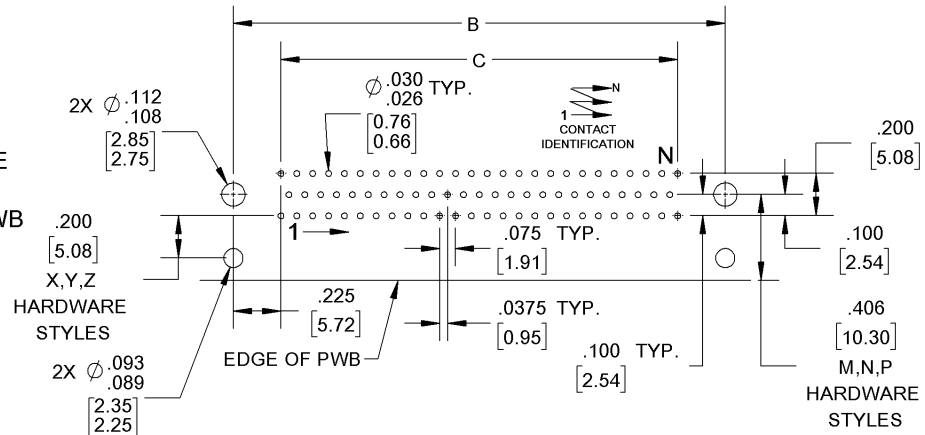 B
C
2X ∅ .112
.108
[2.85]
[2.75]
∅ .030 TYP.
.026
[0.76]
[0.66]
N
1
CONTACT
IDENTIFICATION
.200
[5.08]
E
N
WB
.200
[5.08]
X,Y,Z
HARDWARE
STYLES
1
.075 TYP.
[1.91]
.100
[2.54]
.225
[5.72]
.0375 TYP.
[0.95]
.406
[10.30]
M,N,P
HARDWARE
STYLES
EDGE OF PWB
.100 TYP.
[2.54]
2X ∅ .093
.089
[2.35]
[2.25]